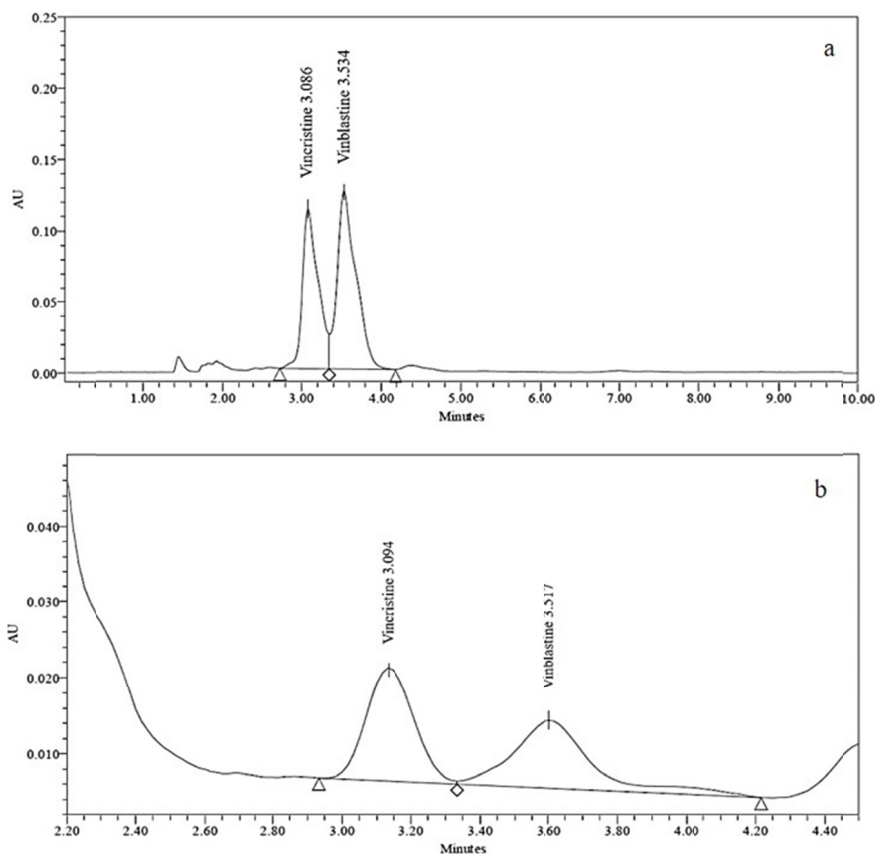 a
0.25
0.20
0.15
0.10
0.05
0.00
AU
Vincristine 3.086
Vinblastine 3.534
1.00 2.00 3.00 4.00 5.00 6.00 7.00 8.00 9.00 10.00
Minutes
b
0.040
0.030
0.020
0.010
AU
Vincristine 3.094
Vinblastine 3.517
2.20 2.40 2.60 2.80 3.00 3.20 3.40 3.60 3.80 4.00 4.20 4.40
Minutes